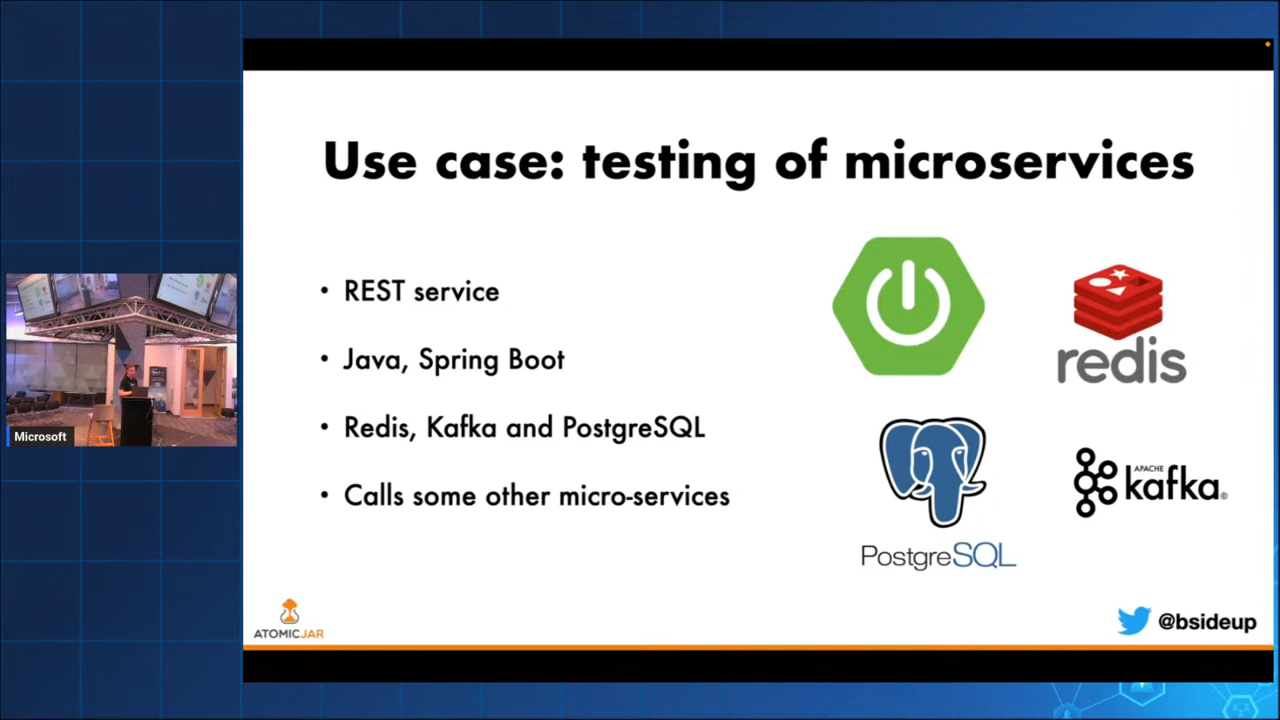 Use case: testing of microservices
• REST service
• Java, Spring Boot
• Redis, Kafka and PostgreSQL
• Calls some other micro-services
redis
PostgreSQL
APACHE
kafka®
ATOMICJAR
@bsideup
Microsoft